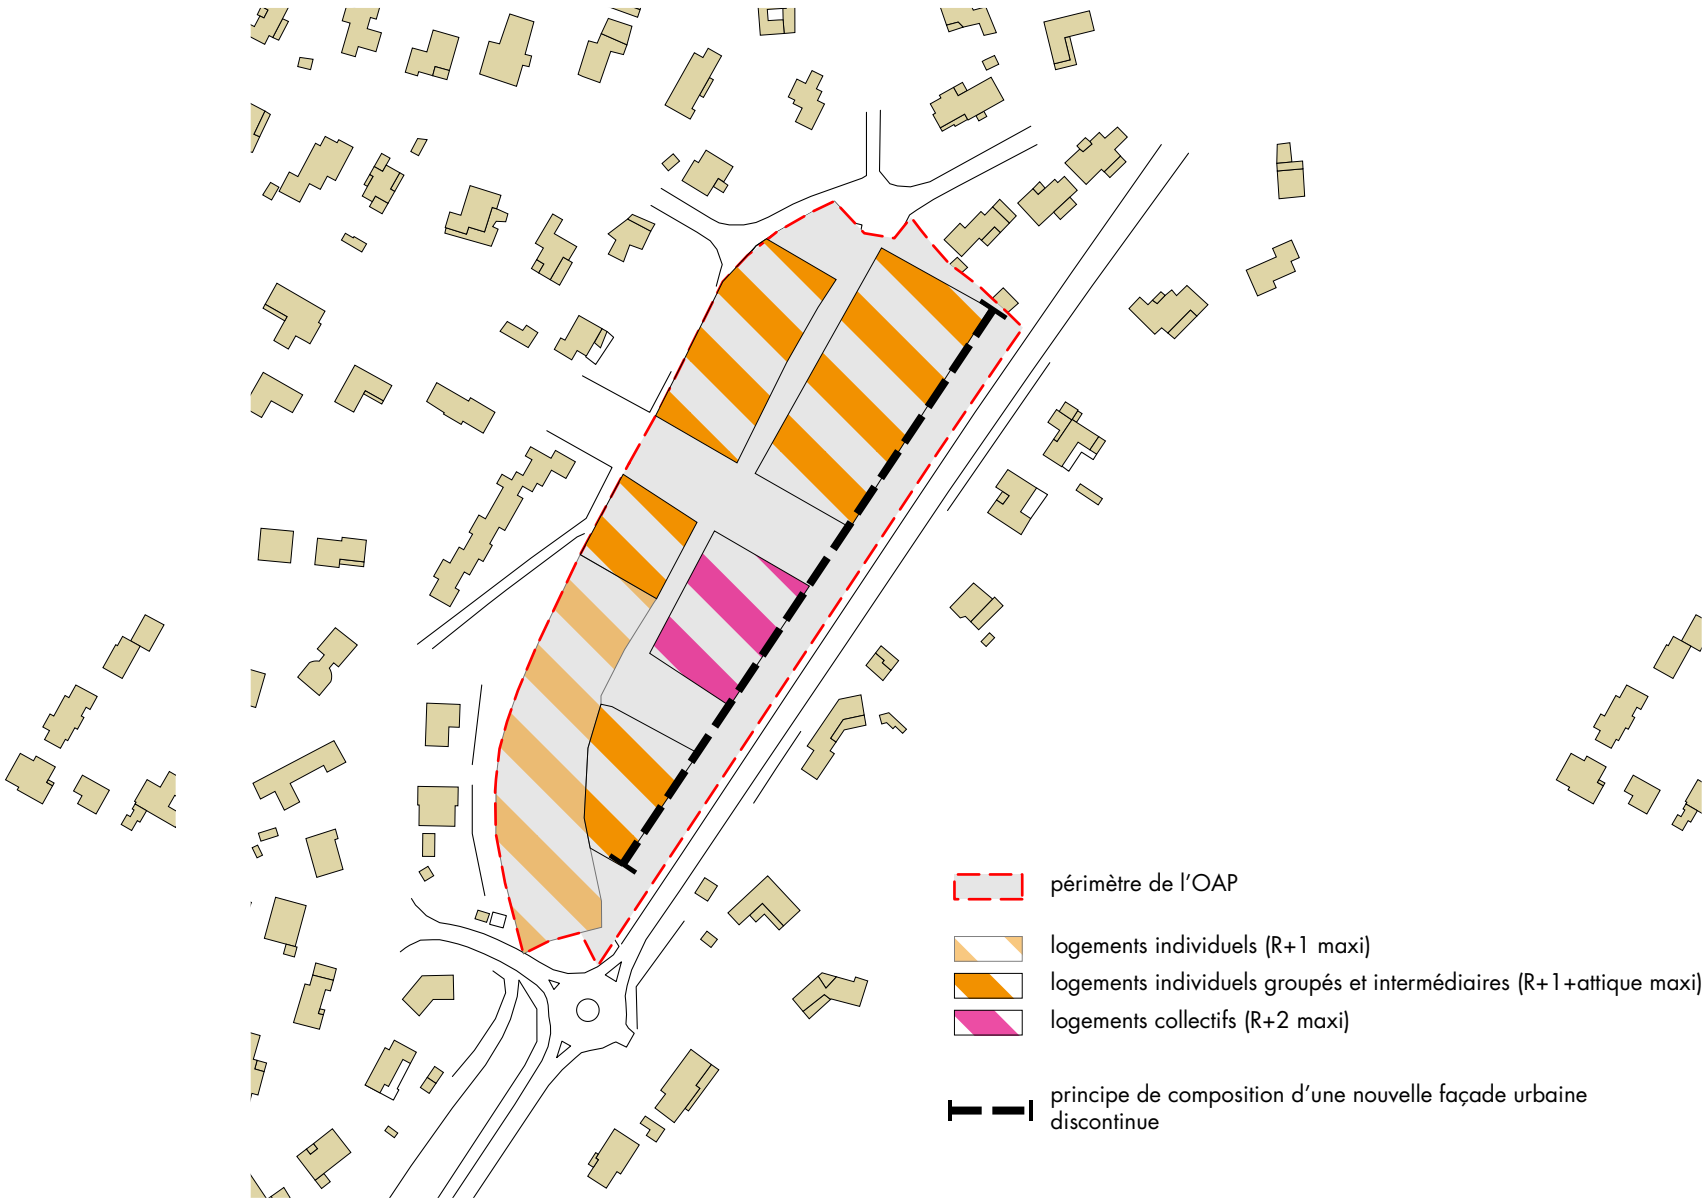 périmètre de l’OAP
logements individuels (R+1 maxi)
logements individuels groupés et intermédiaires (R+1+attique maxi)
logements collectifs (R+2 maxi)
principe de composition d’une nouvelle façade urbaine
discontinue